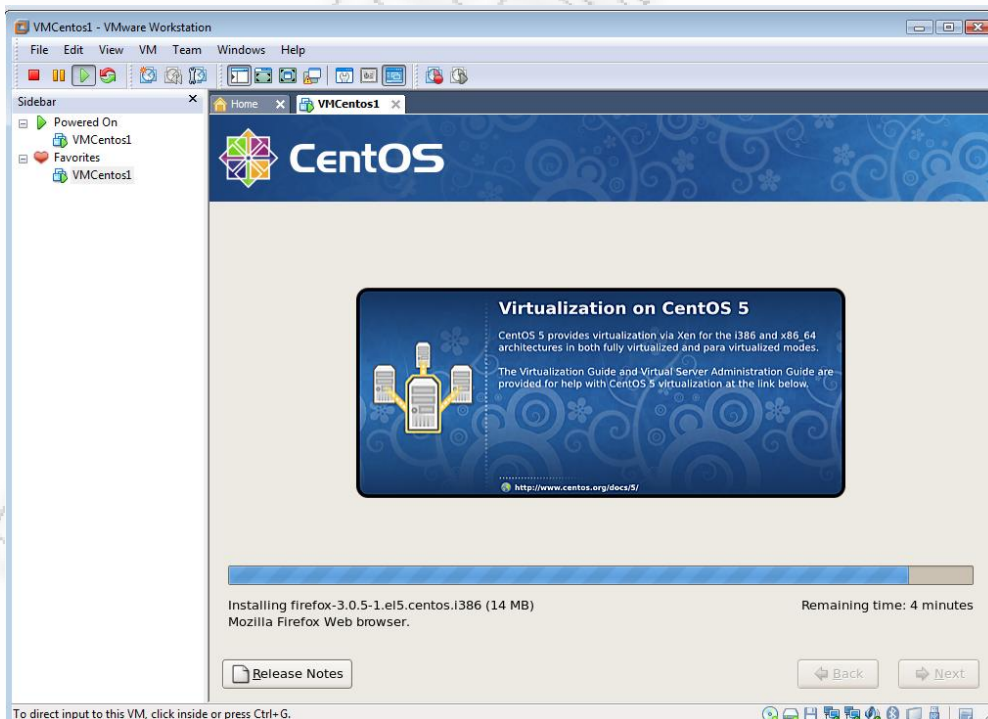 VMCentos1 - VMware Workstation
File Edit View VM Team Windows Help
Sidebar
Powered On
VMCentos1
Favorites
VMCentos1
Home
VMCentos1
CentOS
Virtualization on CentOS 5
CentOS 5 provides virtualization via Xen for the i386 and x86_64
architectures in both fully virtualized and para virtualized modes.
The Virtualization Guide and Virtual Server Administration Guide are
provided for help with CentOS 5 virtualization at the link below.
http://www.centos.org/docs/5/
Installing firefox-3.0.5-1.el5.centos.i386 (14 MB)
Remaining time: 4 minutes
Mozilla Firefox Web browser.
Release Notes
Back
Next
To direct input to this VM, click inside or press Ctrl+G.